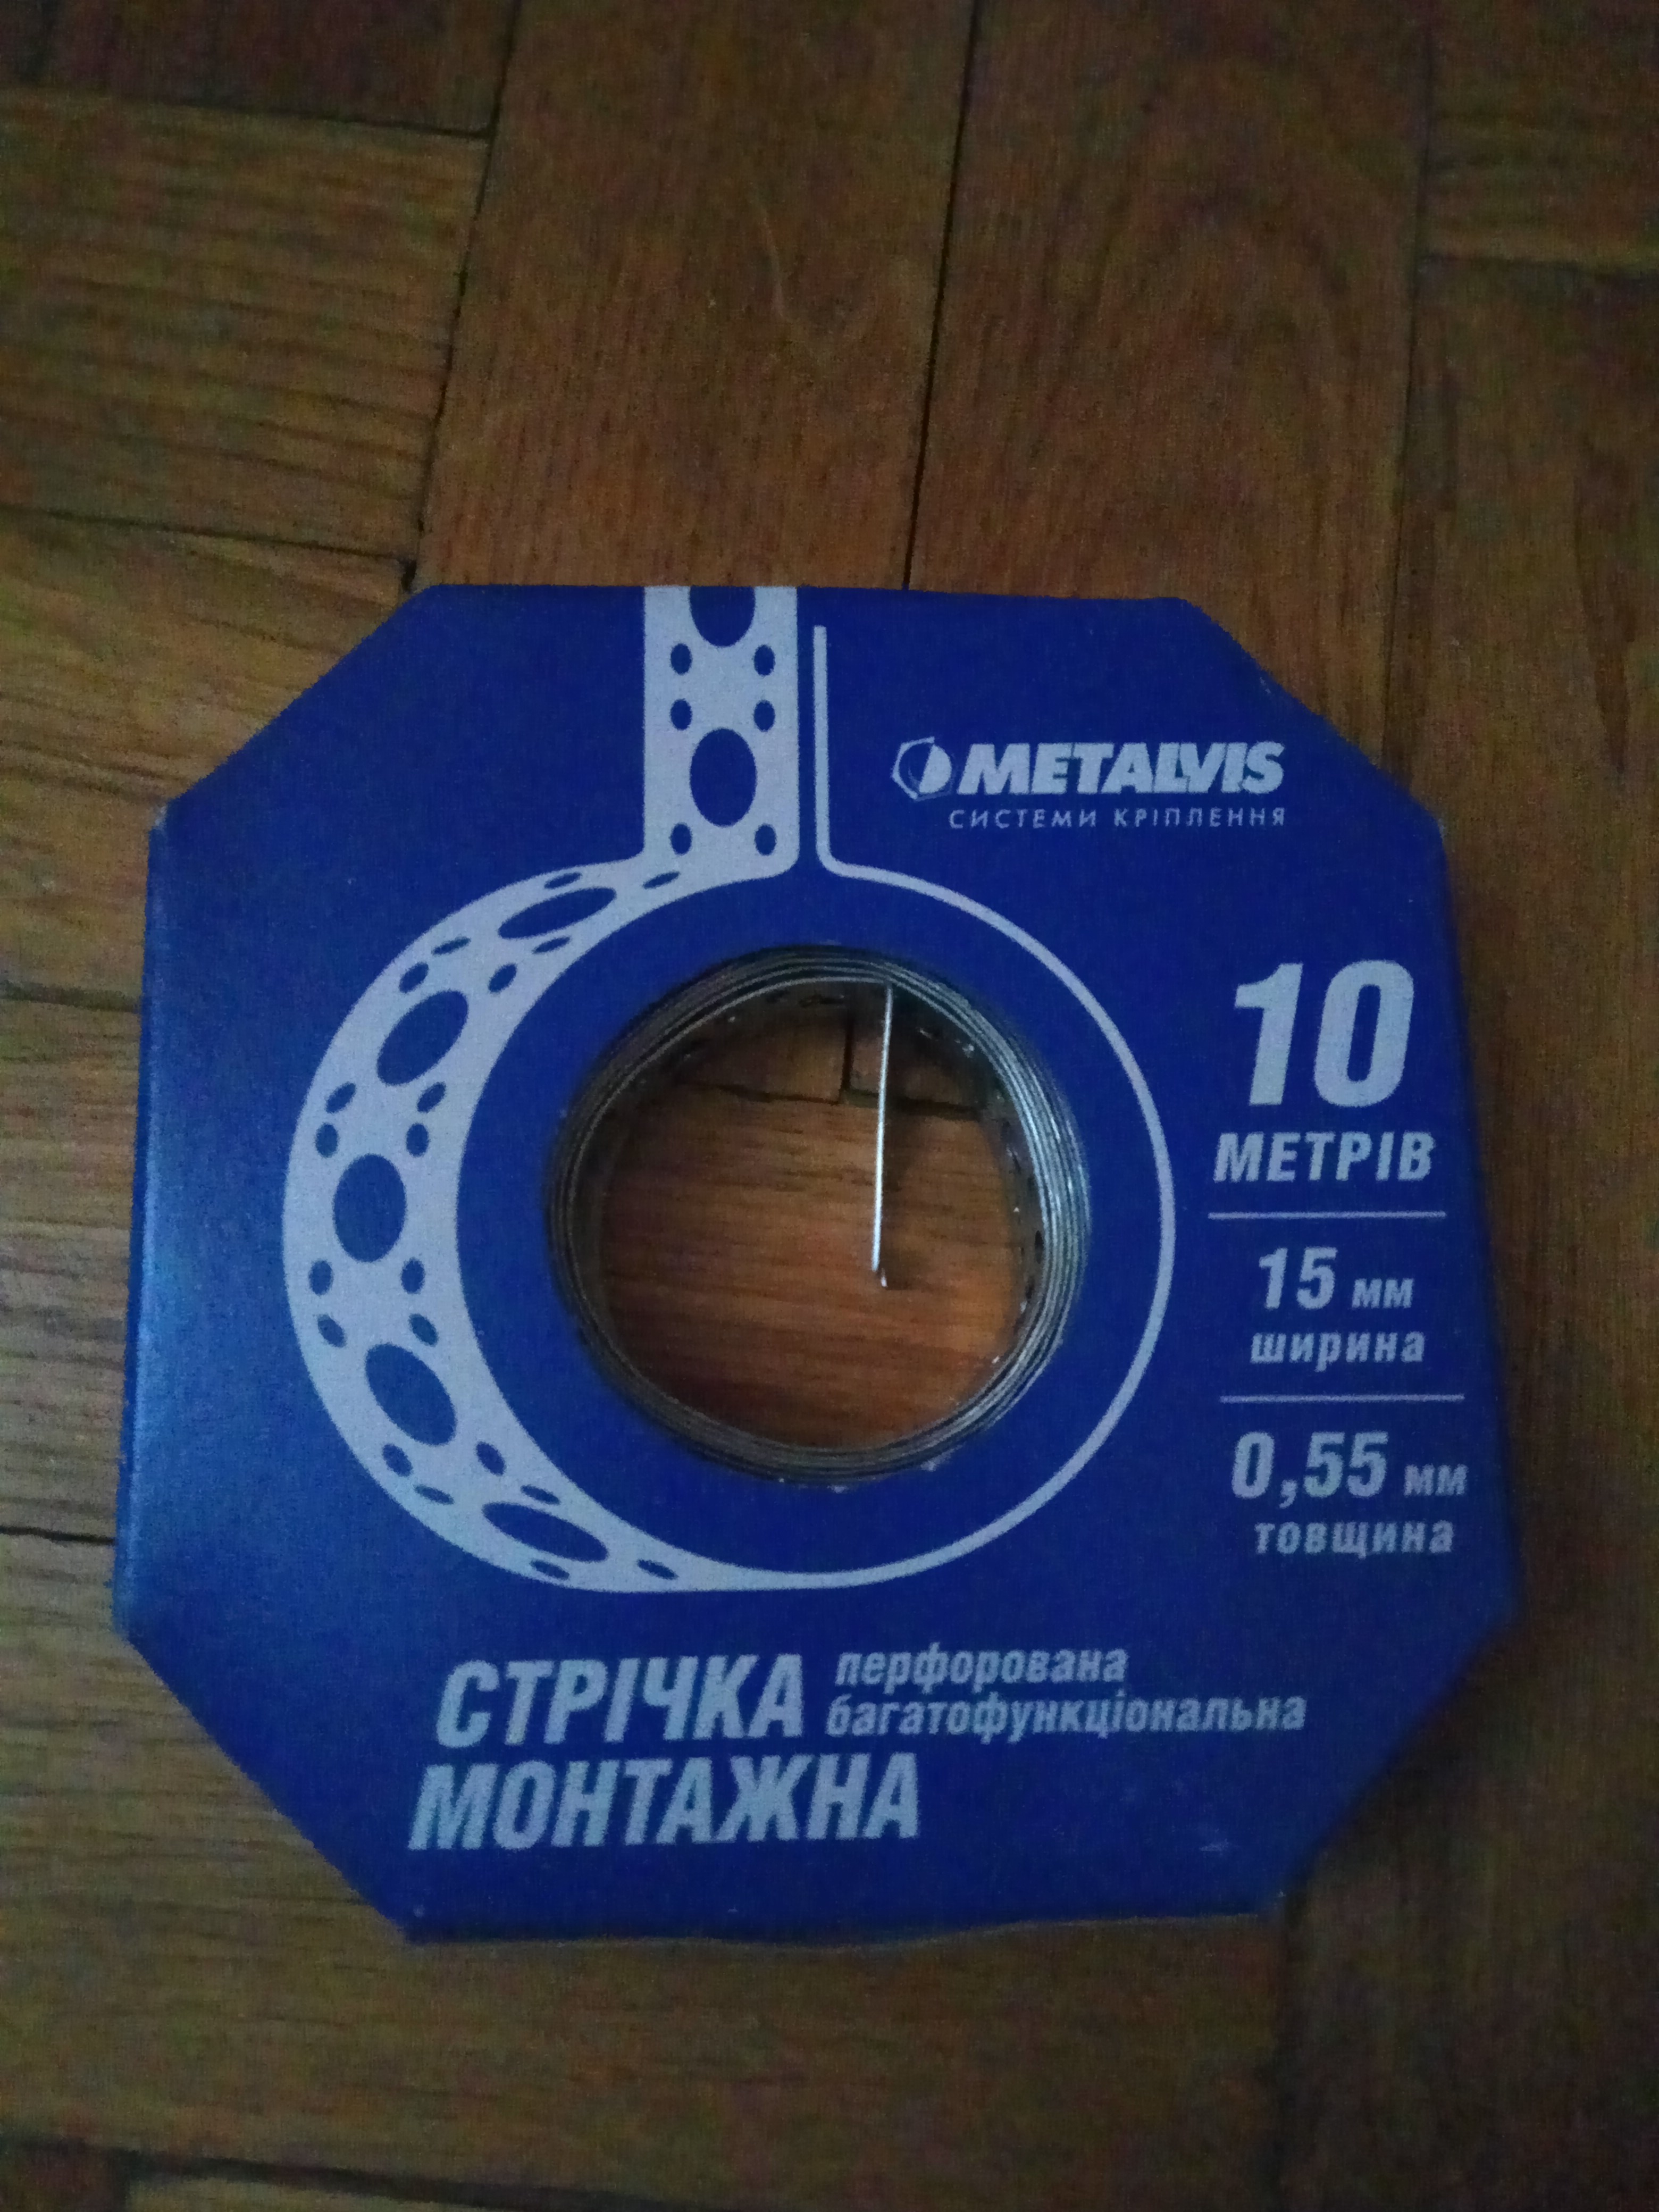 METALVIS
СИСТЕМИ КРІПЛЕННЯ
10
МЕТРІВ
15 мм
ширина
0,55 мм
товщина
СТРІЧКА перфорована
багатофункціональна
МОНТАЖНА